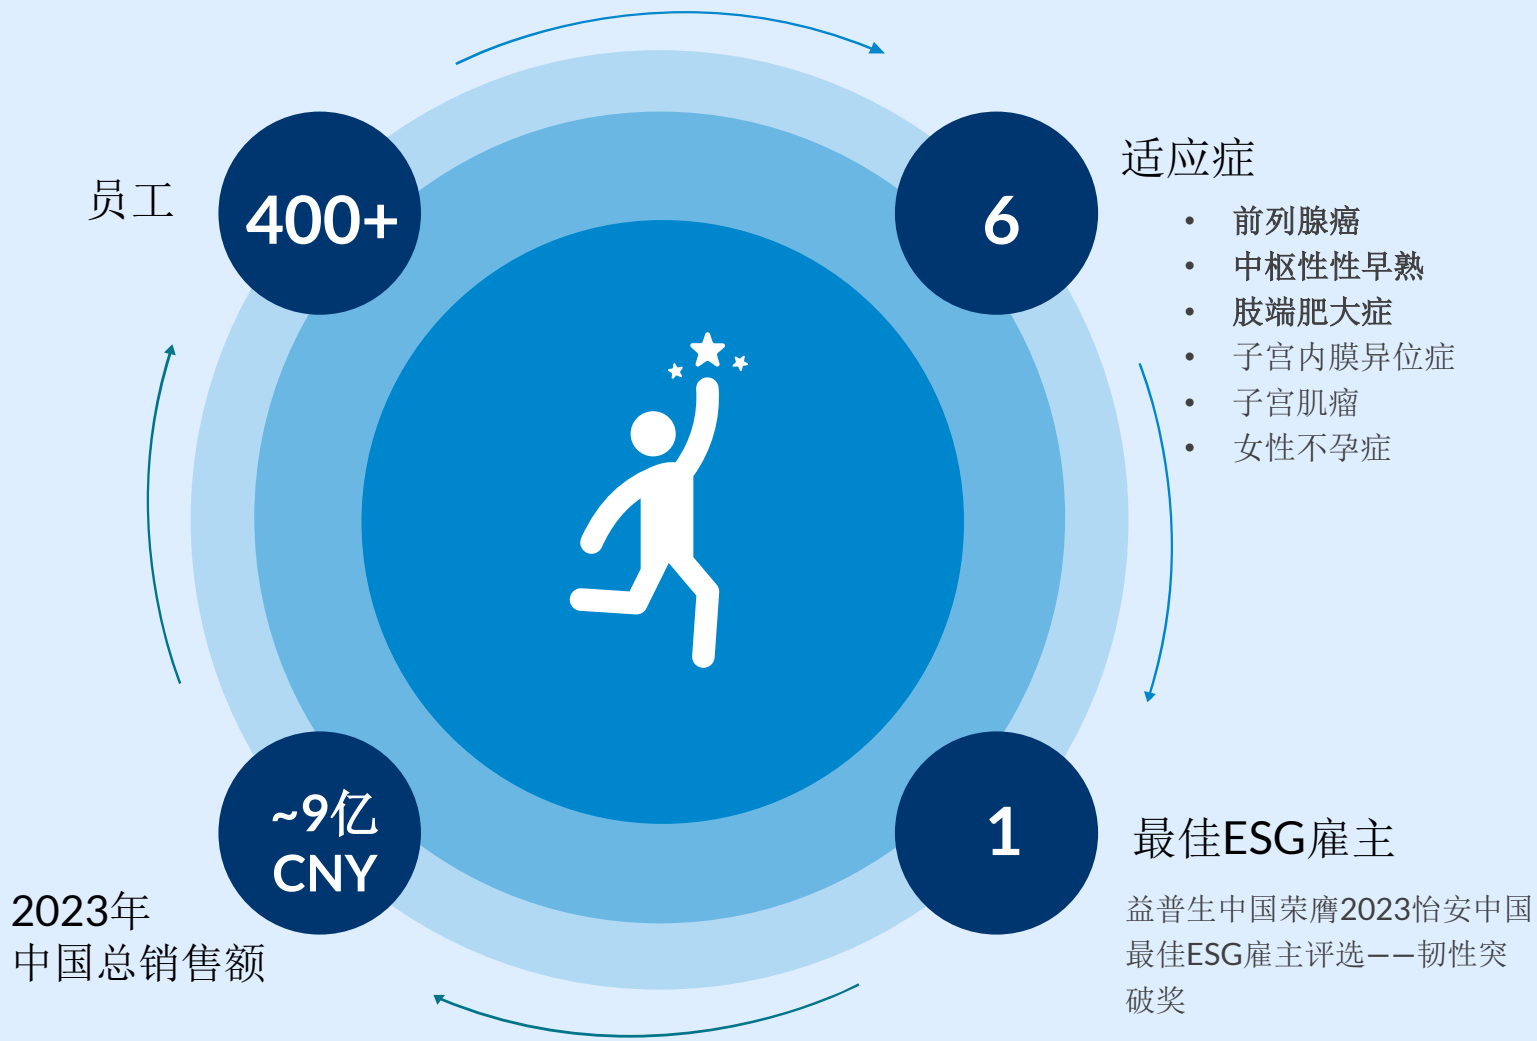 员工
400+
6
适应症
• 前列腺癌
• 中枢性性早熟
• 肢端肥大症
• 子宫内膜异位症
• 子宫肌瘤
• 女性不孕症
~9亿
CNY
2023年
中国总销售额
1
最佳ESG雇主
益普生中国荣膺2023怡安中国
最佳ESG雇主评选——韧性突
破奖